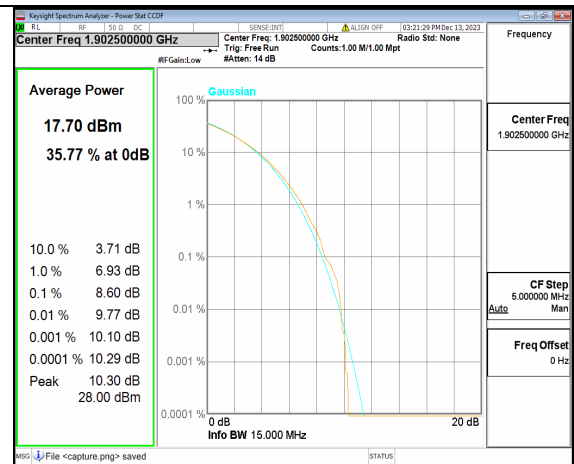 Keysight Spectrum Analyzer - Power Stat CCDF
RL RF 50 Ω DC SENSE:INT ALIGN OFF 03:21:29 PM Dec 13, 2023
Center Freq 1.902500000 GHz
Center Freq: 1.902500000 GHz Radio Std: None
Trig: Free Run Counts:1.00 M/1.00 Mpt
#IFGain:Low #Atten: 14 dB
Frequency
Average Power
17.70 dBm
35.77 % at 0dB
10.0 % 3.71 dB
1.0 % 6.93 dB
0.1 % 8.60 dB
0.01 % 9.77 dB
0.001 % 10.10 dB
0.0001 % 10.29 dB
Peak 10.30 dB
28.00 dBm
Gaussian
100 %
10 %
1 %
0.1 %
0.01 %
0.001 %
0.0001 %
0 dB 20 dB
Info BW 15.000 MHz
Center Freq
1.902500000 GHz
CF Step
5.000000 MHz
Auto Man
Freq Offset
0 Hz
MSG File <capture.png> saved STATUS